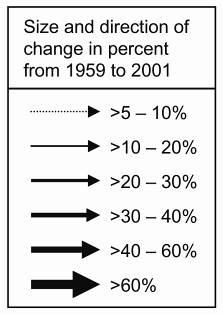 Size and direction of
change in percent
from 1959 to 2001
>5 – 10%
>10 – 20%
>20 – 30%
>30 – 40%
>40 – 60%
>60%